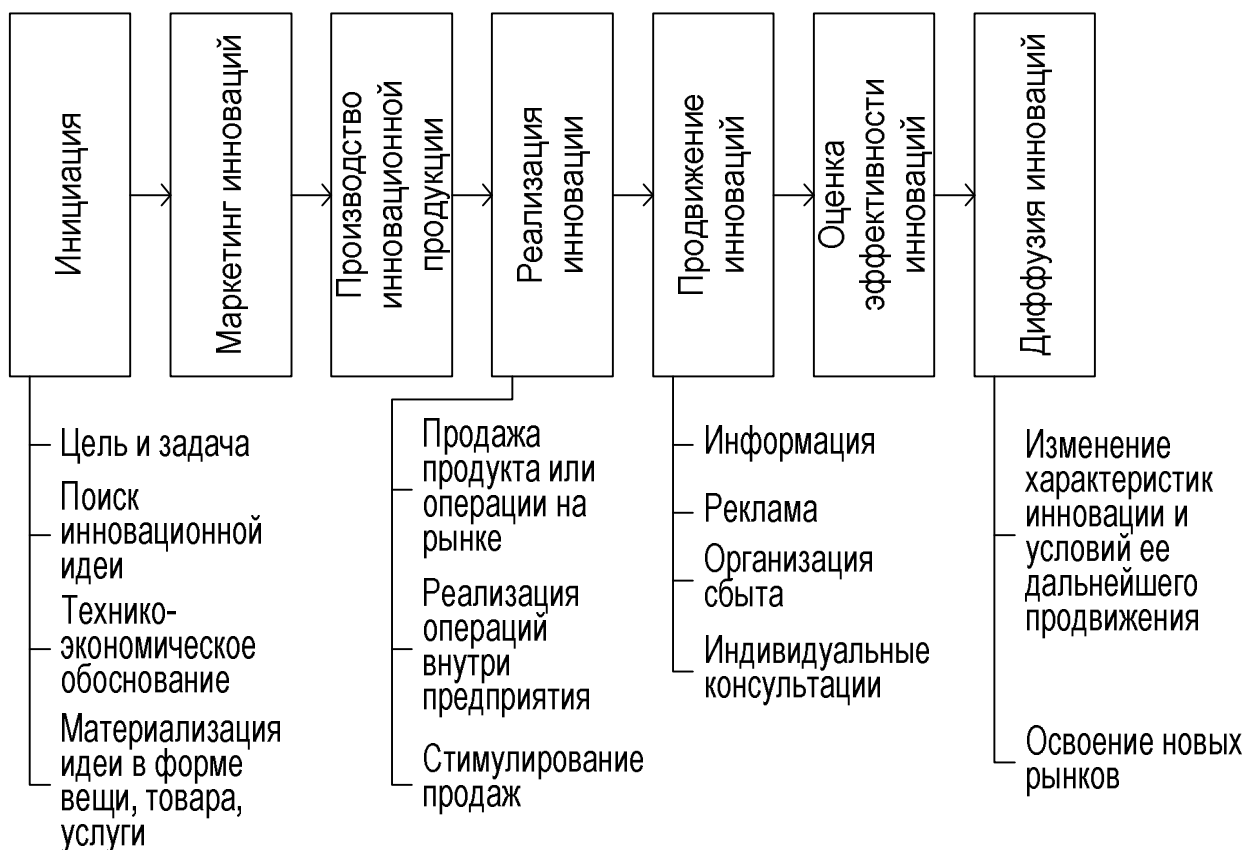 Инициация
Маркетинг инноваций
Производство
инновационной
продукции
Реализация
инновации
Продвижение
инноваций
Оценка
эффективности
инноваций
Диффузия инноваций
Цель и задача
Поиск
инновационной
идеи
Технико-
экономическое
обоснование
Материализация
идеи в форме
вещи, товара,
услуги
Продажа
продукта или
операции на
рынке
Реализация
операций
внутри
предприятия
Стимулирование
продаж
Информация
Реклама
Организация
сбыта
Индивидуальные
консультации
Изменение
характеристик
инновации и
условий ее
дальнейшего
продвижения
Освоение новых
рынков